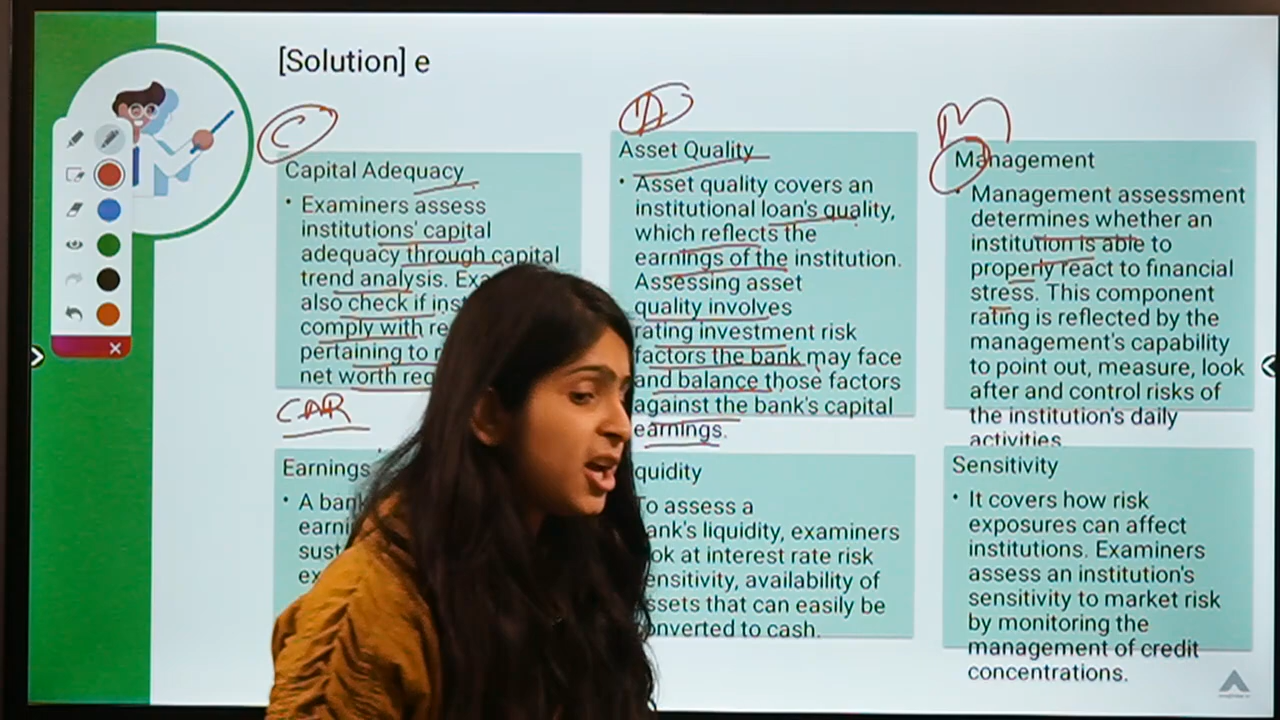 [Solution] e
C
Capital Adequacy
• Examiners assess
institutions' capital
adequacy through capital
trend analysis.
also check if
comply with
pertaining to
net worth
CAR
A
Asset Quality
• Asset quality covers an
institutional loan's quality,
which reflects the
earnings of the institution.
Assessing asset
quality involves
rating investment risk
factors the bank may face
and balance those factors
against the bank's capital
earnings.
M
Management
• Management assessment
determines whether an
institution is able to
properly react to financial
stress. This component
rating is reflected by the
management's capability
to point out, measure, look
after and control risks of
the institution's daily
activities
Earnings
• A
quidity
To assess a
ank's liquidity, examiners
ok at interest rate risk
ensitivity, availability of
ssets that can easily be
onverted to cash.
Sensitivity
• It covers how risk
exposures can affect
institutions. Examiners
assess an institution's
sensitivity to market risk
by monitoring the
management of credit
concentrations.